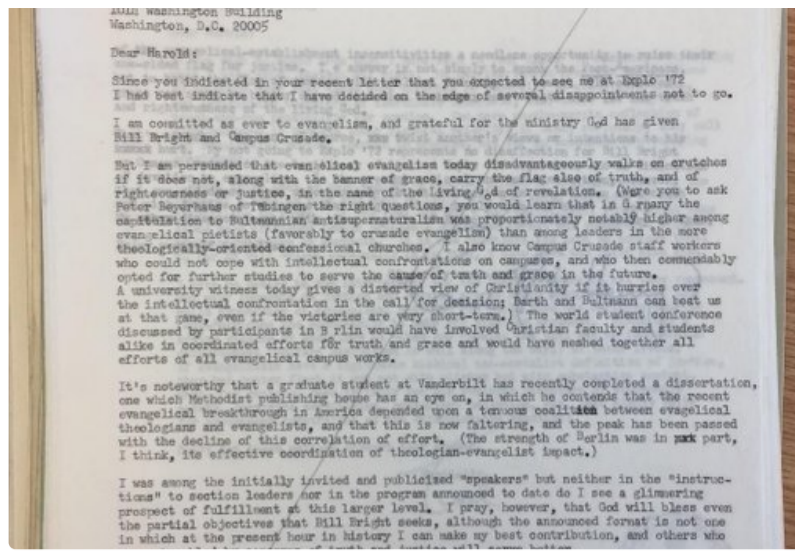 1014 Washington Building
Washington, D.C. 20005
Dear Harold:
Since you indicated in your recent letter that you expected to see me at Explo '72
I had best indicate that I have decided on the edge of several disappointments not to go.
I am committed as ever to evangelism, and grateful for the ministry God has given
Bill Bright and Campus Crusade.
But I am persuaded that evan elical evangelism today disadvantageously walks on crutches
if it does not, along with the banner of grace, carry the flag also of truth, and of
righteousness or justice, in the name of the Living God of revelation. (Were you to ask
Peter Beyerhaus of Tübingen the right questions, you would learn that in G rmany the
capitulation to Bultmannian antisupernaturalism was proportionately notably higher among
evangelical pietists (favorably to crusade evangelism) than among leaders in the more
theologically-oriented confessional churches. I also know Campus Crusade staff workers
who could not cope with intellectual confrontations on campuses, and who then commendably
opted for further studies to serve the cause of truth and grace in the future.
A university witness today gives a distorted view of Christianity if it hurries over
the intellectual confrontation in the call for decision; Barth and Bultmann can beat us
at that game, even if the victories are very short-term.) The world student conference
discussed by participants in B rlin would have involved Christian faculty and students
alike in coordinated efforts for truth and grace and would have meshed together all
efforts of all evangelical campus works.
It's noteworthy that a graduate student at Vanderbilt has recently completed a dissertation,
one which Methodist publishing house has an eye on, in which he contends that the recent
evangelical breakthrough in America depended upon a tenuous coalition between evagelical
theologians and evangelists, and that this is now faltering, and the peak has been passed
with the decline of this correlation of effort. (The strength of Berlin was in part,
I think, its effective coordination of theologian-evangelist impact.)
I was among the initially invited and publicized "speakers" but neither in the "instruc-
tions" to section leaders nor in the program announced to date do I see a glimmering
prospect of fulfillment at this larger level. I pray, however, that God will bless even
the partial objectives that Bill Bright seeks, although the announced format is not one
in which at the present hour in history I can make my best contribution, and others who